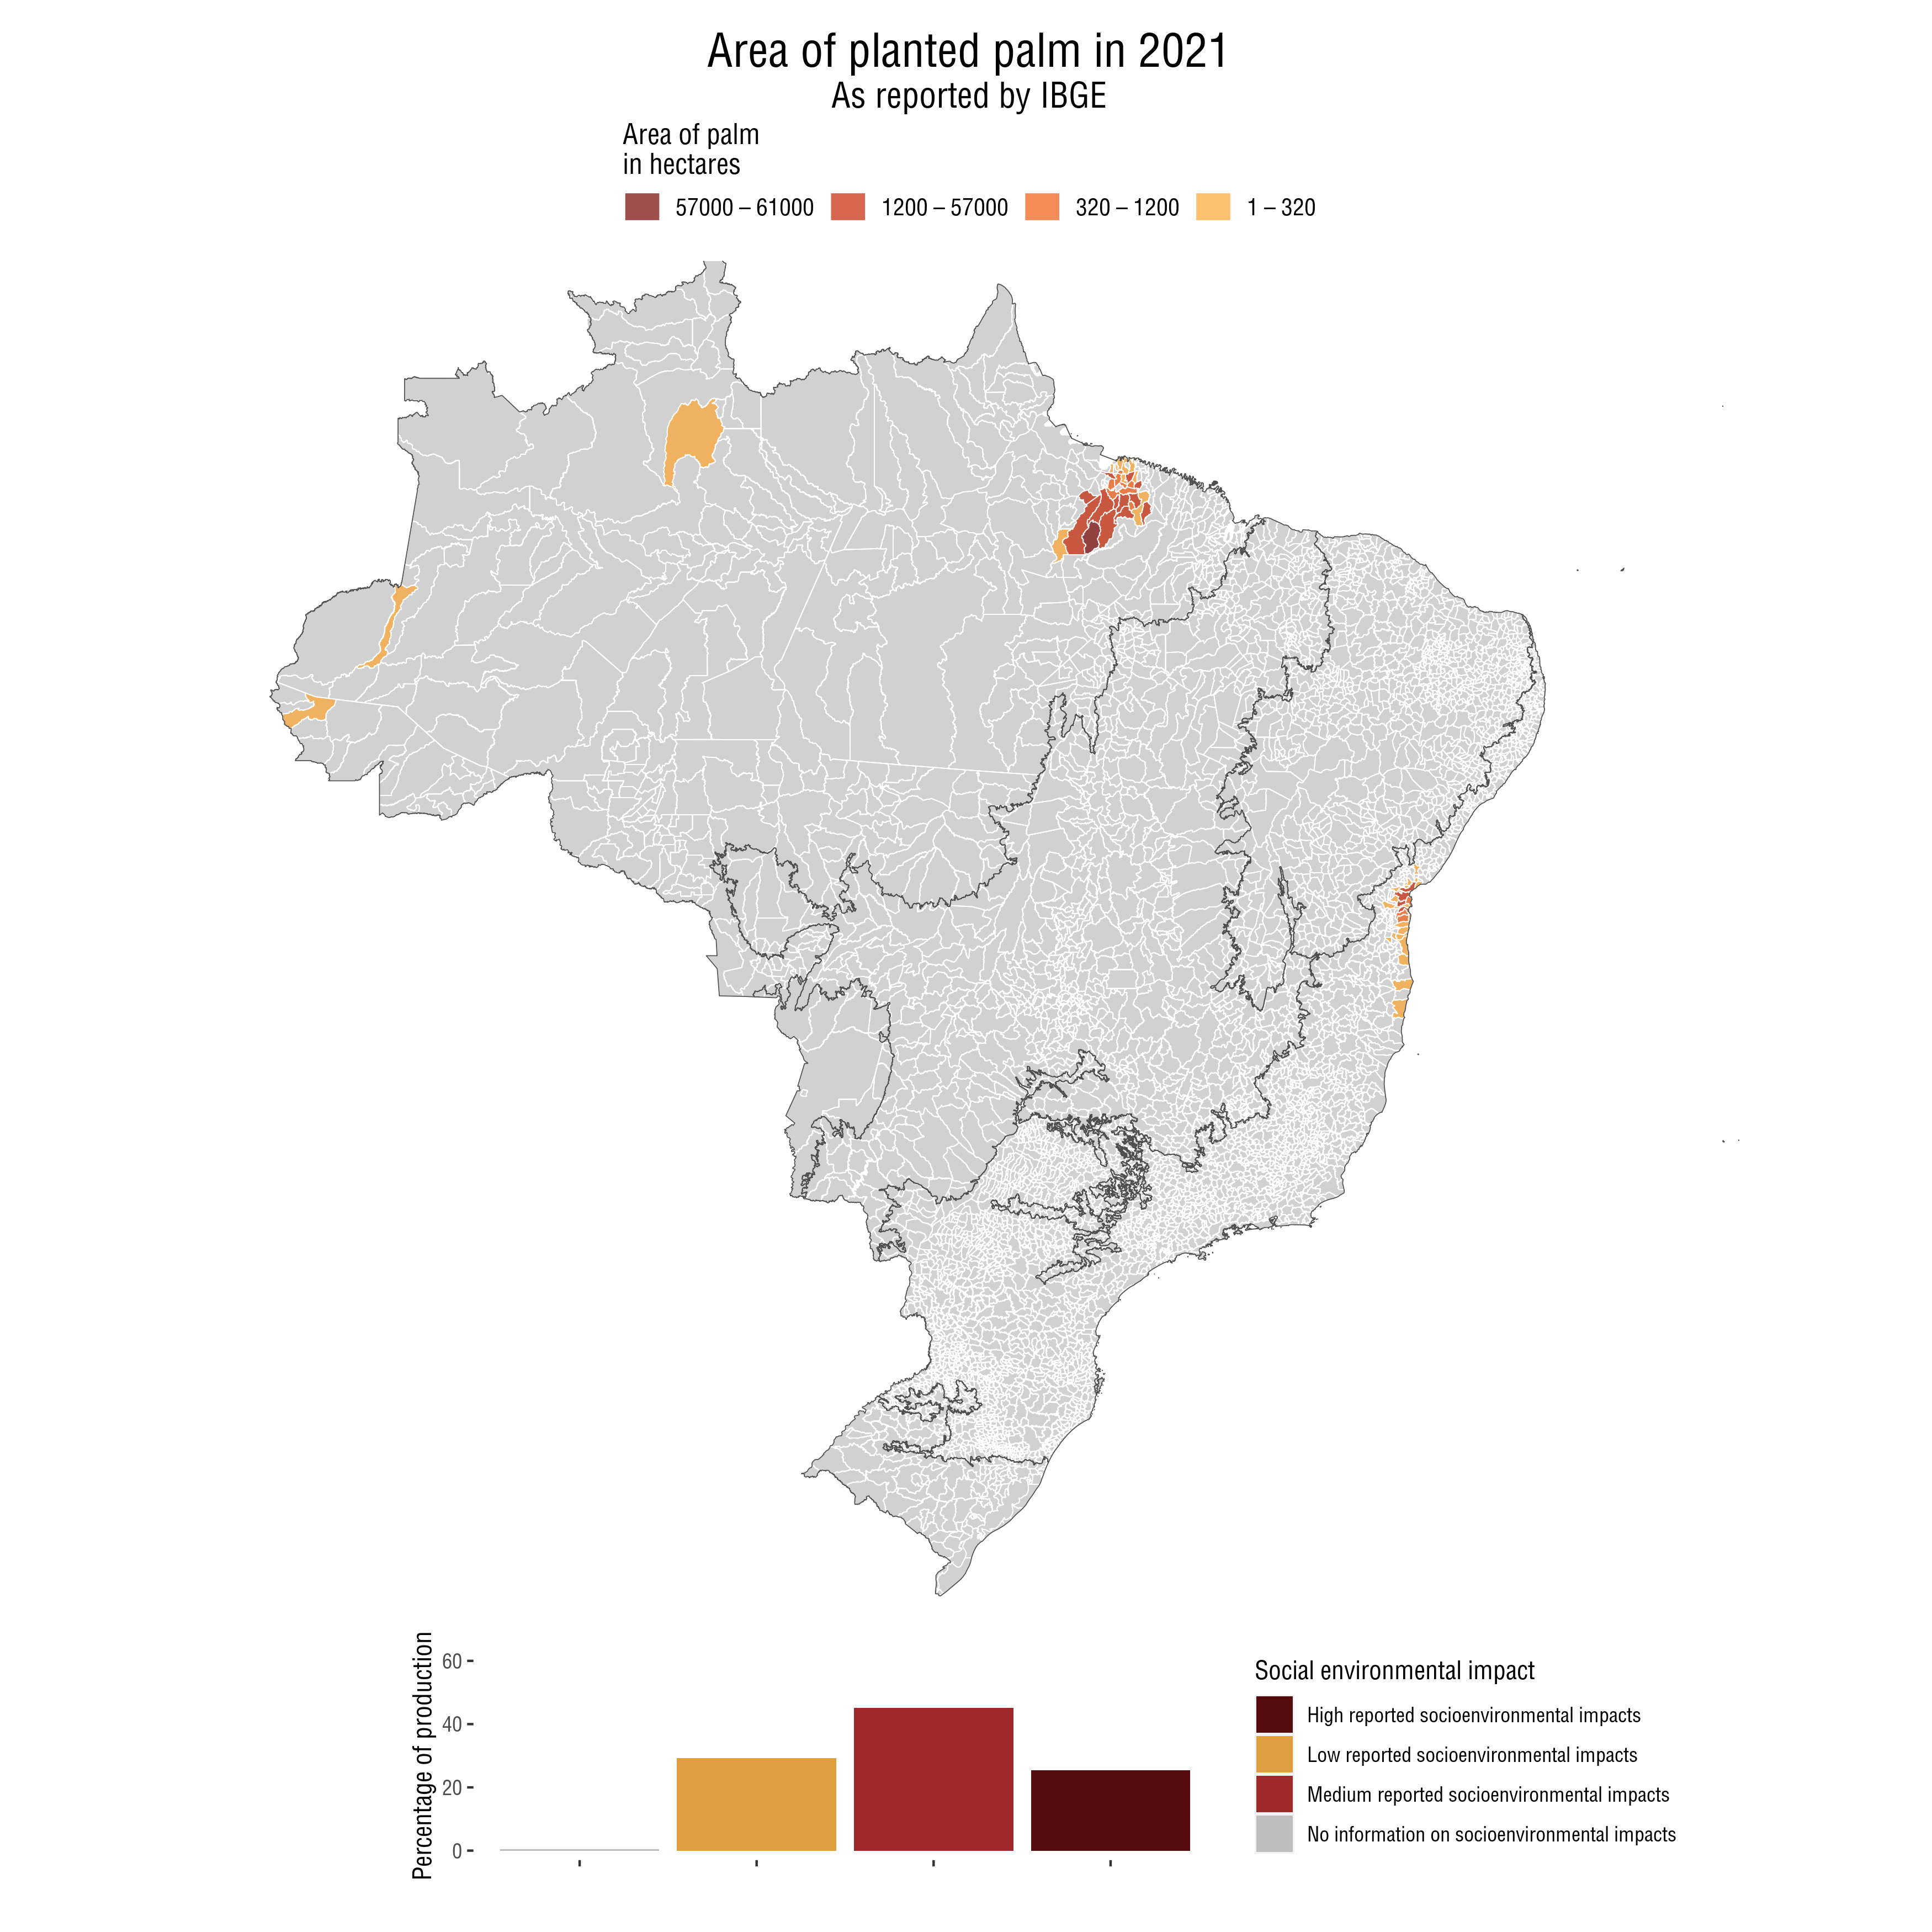 Area of planted palm in 2021
As reported by IBGE
Area of palm
in hectares
57000 – 61000
1200 – 57000
320 – 1200
1 – 320
Percentage of production
60
40
20
0
Social environmental impact
High reported socioenvironmental impacts
Low reported socioenvironmental impacts
Medium reported socioenvironmental impacts
No information on socioenvironmental impacts